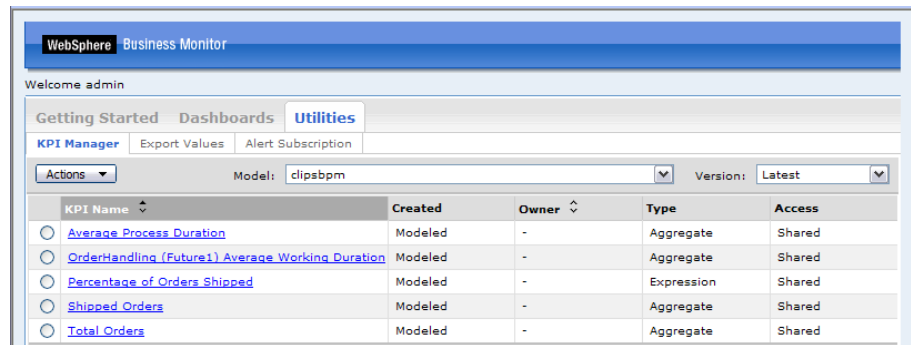 WebSphere Business Monitor
Welcome admin
Getting Started Dashboards Utilities
KPI Manager Export Values Alert Subscription
Actions Model: clipsbpm Version: Latest
KPI Name Created Owner Type Access
Average Process Duration Modeled - Aggregate Shared
OrderHandling (Future1) Average Working Duration Modeled - Aggregate Shared
Percentage of Orders Shipped Modeled - Expression Shared
Shipped Orders Modeled - Aggregate Shared
Total Orders Modeled - Aggregate Shared